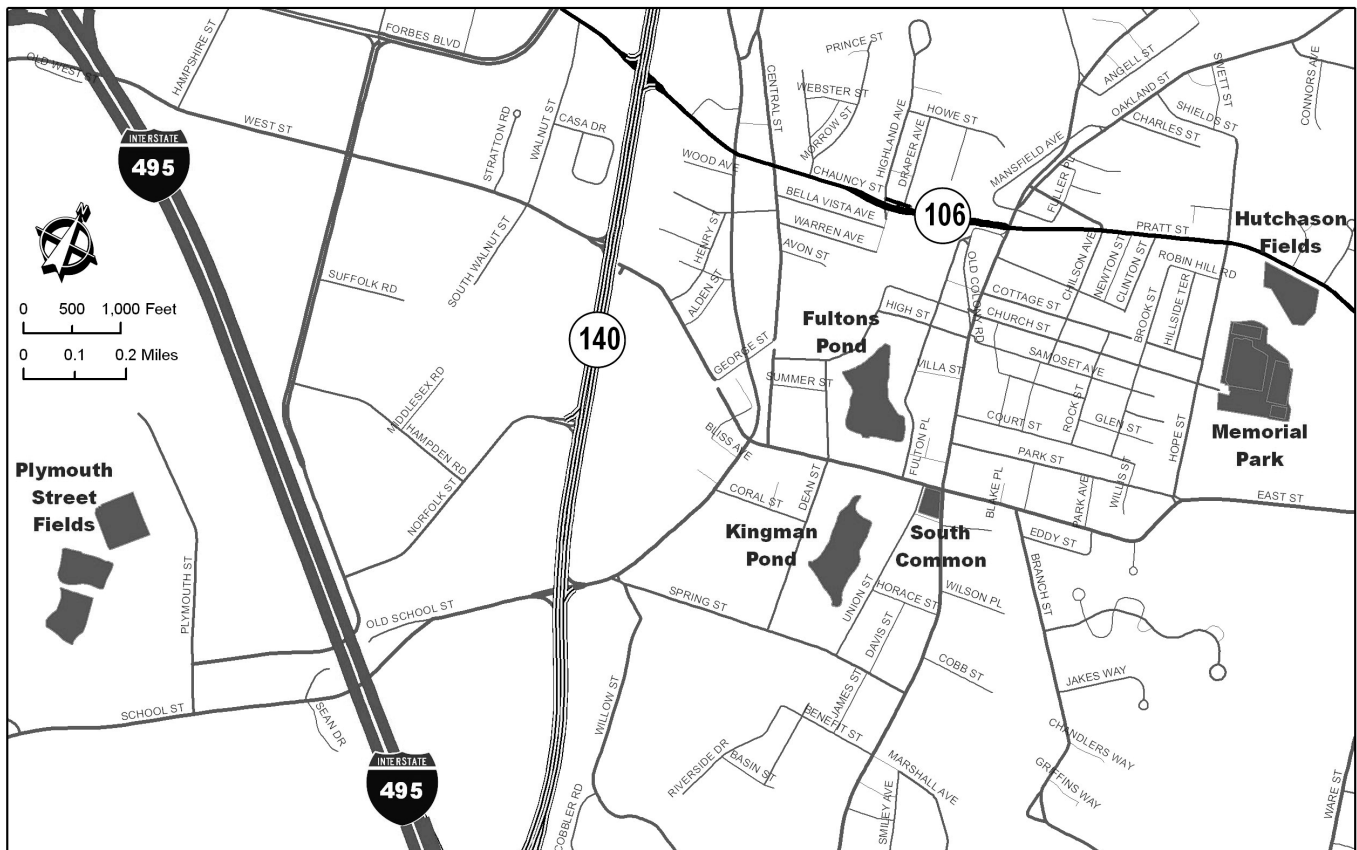 OLD WEST ST
HAMPSHIRE ST
FORBES BLVD
WEST ST
STRATTON RD
WALNUT ST
CASA DR
SOUTH WALNUT ST
SUFFOLK RD
INTERSTATE
495
N
0 500 1,000 Feet
0 0.1 0.2 Miles
140
106
PRINCE ST
CENTRAL ST
WEBSTER ST
MORROW ST
HIGHLAND AVE
DRAPER AVE
HOWE ST
WOOD AVE
CHAUNCY ST
BELLA VISTA AVE
WARREN AVE
AVON ST
HENRY ST
ALDEN ST
GEORGE ST
MANSFIELD AVE
FULLER PL
ANGELL ST
OAKLAND ST
SWETT ST
SHIELDS ST
CHARLES ST
CONNORS AVE
PRATT ST
Hutchason
Fields
ROBIN HILL RD
CHILSON AVE
NEWTON ST
CLINTON ST
BROOK ST
HILLSIDE TER
OLD COLONY RD
COTTAGE ST
CHURCH ST
SAMOSET AVE
HIGH ST
Fultons
Pond
SUMMER ST
VILLA ST
COURT ST
ROCK ST
GLEN ST
HOPE ST
Memorial
Park
PARK ST
FULTON PL
BLISS AVE
CORAL ST
DEAN ST
MIDDLESEX RD
HAMPDEN RD
NORFOLK ST
Plymouth
Street
Fields
PLYMOUTH ST
Kingman
Pond
South
Common
BLAKE PL
PARK AVE
WILLIS ST
EAST ST
EDDY ST
BRANCH ST
UNION ST
HORACE ST
WILSON PL
DAVIS ST
SPRING ST
OLD SCHOOL ST
SCHOOL ST
SEAN DR
WILLOW ST
JAMES ST
COBB ST
BENEFIT ST
RIVERSIDE DR
BASIN ST
MARSHALL AVE
SMILEY AVE
JAKES WAY
CHANDLERS WAY
GRIFFINS WAY
WARE ST
COBBLER RD
INTERSTATE
495